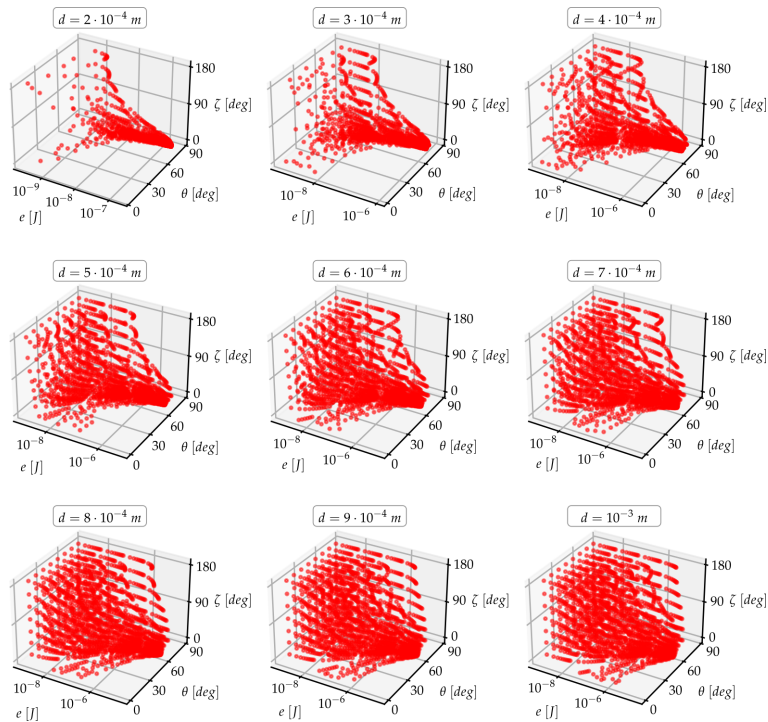 d = 2 · 10⁻⁴ m
d = 3 · 10⁻⁴ m
d = 4 · 10⁻⁴ m
180
90
0
ζ [deg]
10⁻⁹
10⁻⁸
10⁻⁷
e [J]
0
30
60
90
θ [deg]
180
90
0
ζ [deg]
10⁻⁸
10⁻⁶
e [J]
0
30
60
90
θ [deg]
180
90
0
ζ [deg]
10⁻⁸
10⁻⁶
e [J]
0
30
60
90
θ [deg]
d = 5 · 10⁻⁴ m
d = 6 · 10⁻⁴ m
d = 7 · 10⁻⁴ m
180
90
0
ζ [deg]
10⁻⁸
10⁻⁶
e [J]
0
30
60
90
θ [deg]
180
90
0
ζ [deg]
10⁻⁸
10⁻⁶
e [J]
0
30
60
90
θ [deg]
180
90
0
ζ [deg]
10⁻⁸
10⁻⁶
e [J]
0
30
60
90
θ [deg]
d = 8 · 10⁻⁴ m
d = 9 · 10⁻⁴ m
d = 10⁻³ m
180
90
0
ζ [deg]
10⁻⁸
10⁻⁶
e [J]
0
30
60
90
θ [deg]
180
90
0
ζ [deg]
10⁻⁸
10⁻⁶
e [J]
0
30
60
90
θ [deg]
180
90
0
ζ [deg]
10⁻⁸
10⁻⁶
e [J]
0
30
60
90
θ [deg]